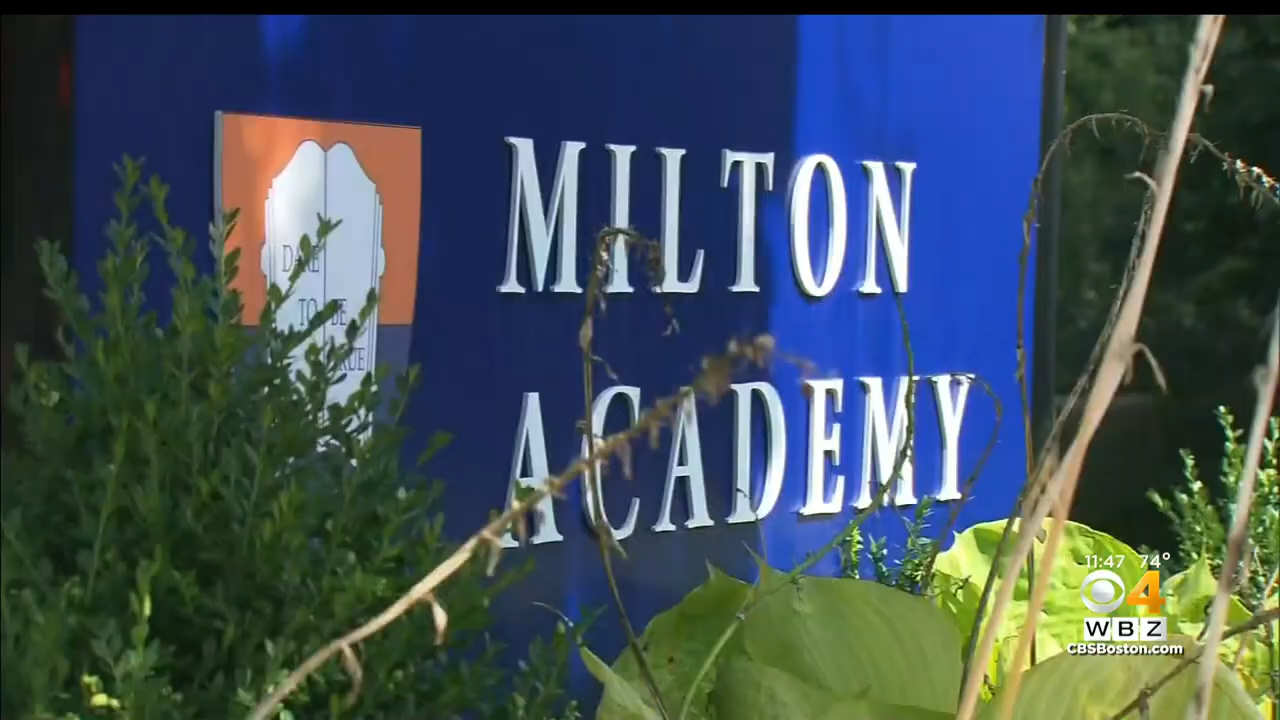 MILTON
ACADEMY
DARE
TO BE
11:47 74°
4
WBZ
CBSBoston.com